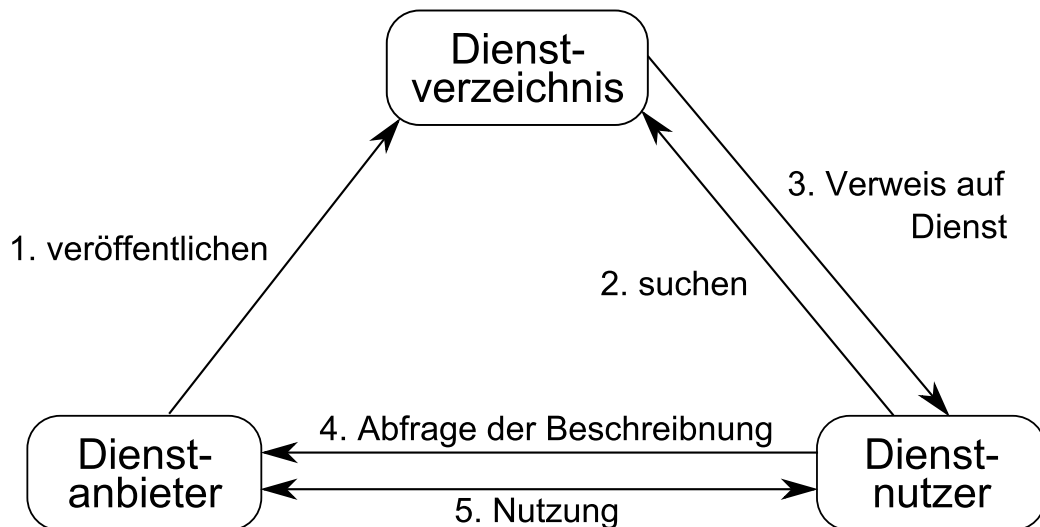 Dienst-
verzeichnis
1. veröffentlichen
3. Verweis auf
Dienst
2. suchen
4. Abfrage der Beschreibnung
5. Nutzung
Dienst-
anbieter
Dienst-
nutzer